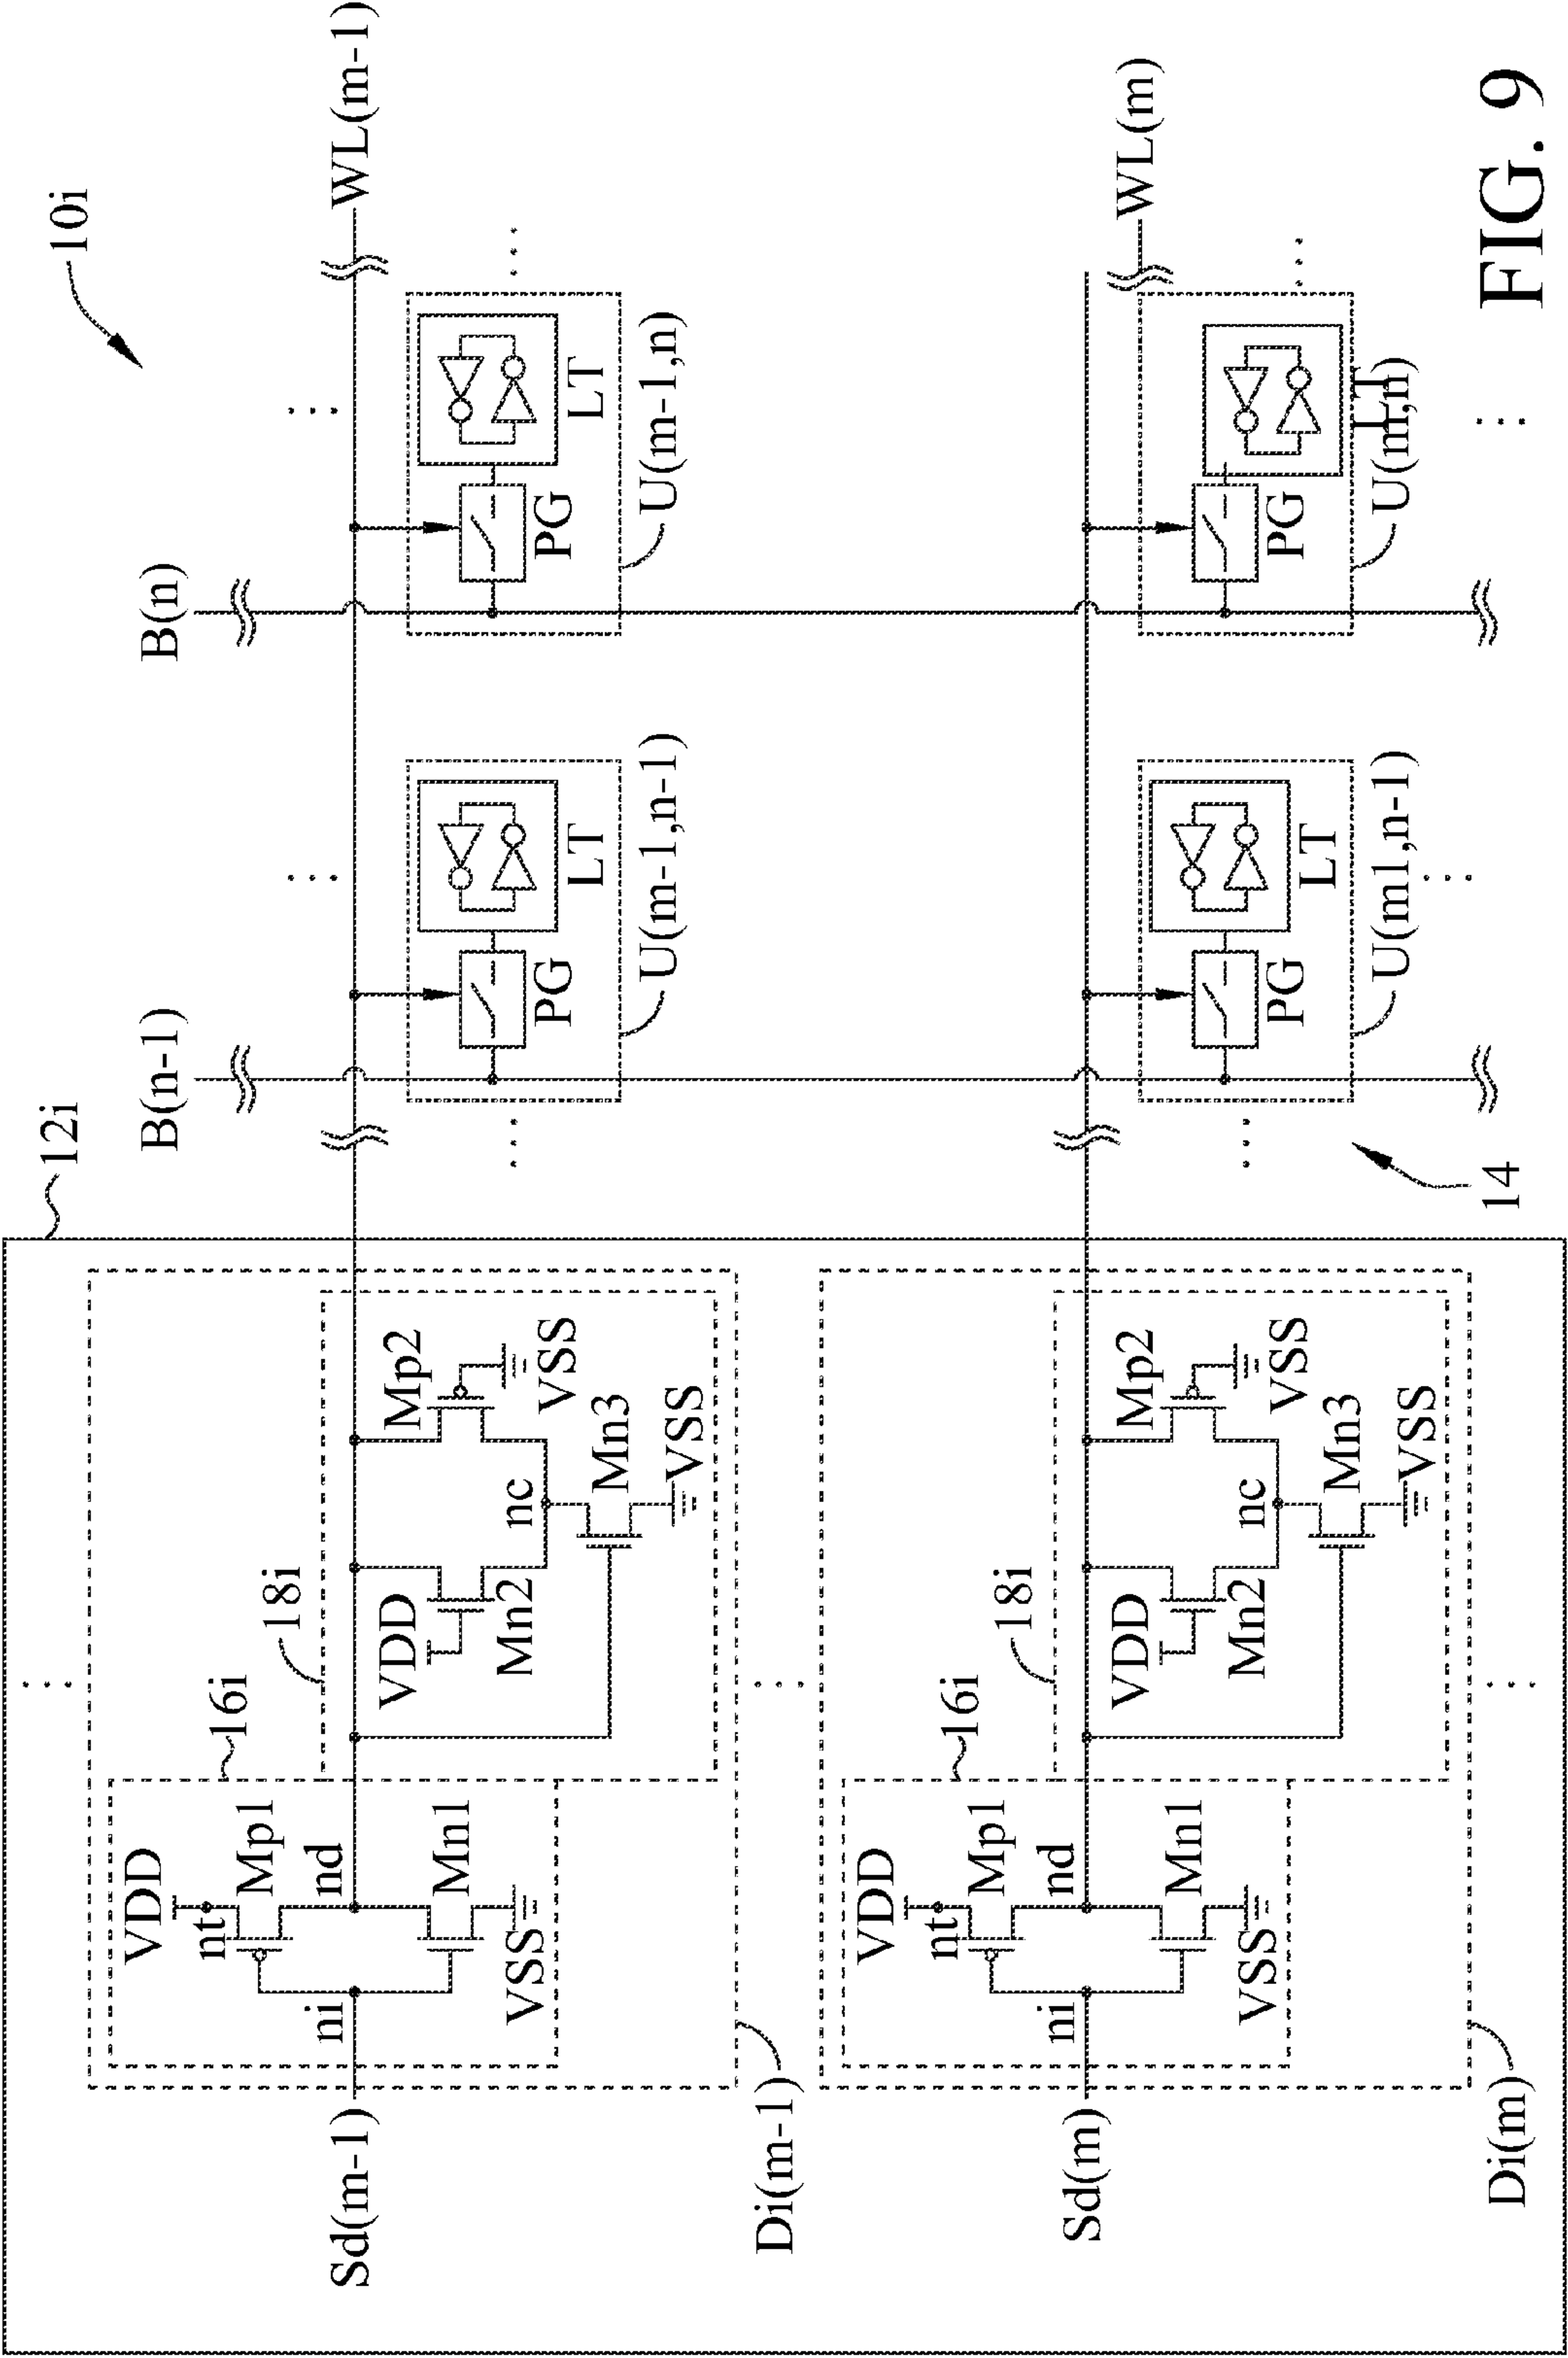 10i
12i
B(n-1)
B(n)
VDD
nt
Mp1
16i
18i
Sd(m-1)
ni
nd
WL(m-1)
VDD
Mp2
Mn1
VSS
Mn2
nc
VSS
Mn3
VSS
PG
LT
PG
LT
U(m-1,n-1)
U(m-1,n)
Di(m-1)
VDD
nt
Mp1
16i
18i
Sd(m)
ni
nd
WL(m)
VDD
Mp2
Mn1
VSS
Mn2
nc
VSS
Mn3
VSS
PG
LT
PG
LT
U(m1,n-1)
U(m,n)
Di(m)
14
FIG. 9